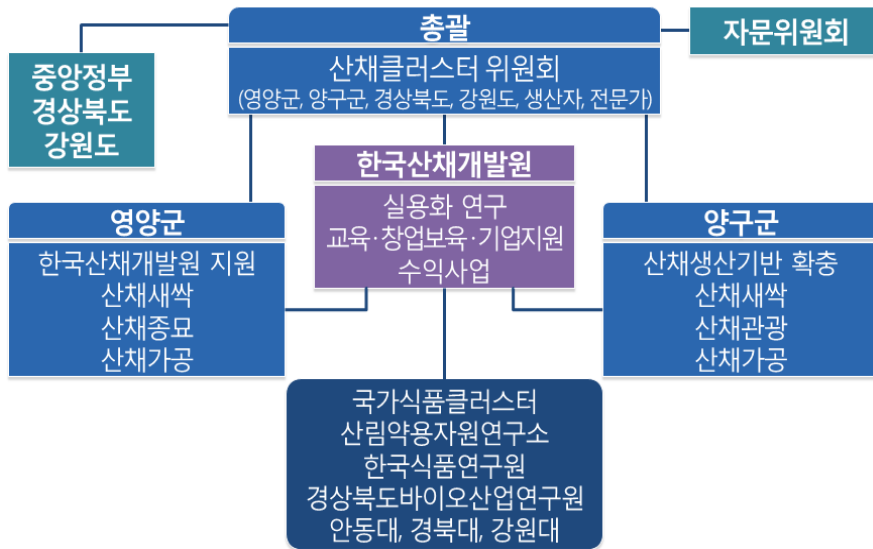 총괄
자문위원회
산채클러스터 위원회
(영양군, 양구군, 경상북도, 강원도, 생산자, 전문가)
중앙정부
경상북도
강원도
한국산채개발원
실용화 연구
교육·창업보육·기업지원
수익사업
영양군
한국산채개발원 지원
산채새싹
산채종묘
산채가공
양구군
산채생산기반 확충
산채새싹
산채관광
산채가공
국가식품클러스터
산림약용자원연구소
한국식품연구원
경상북도바이오산업연구원
안동대, 경북대, 강원대